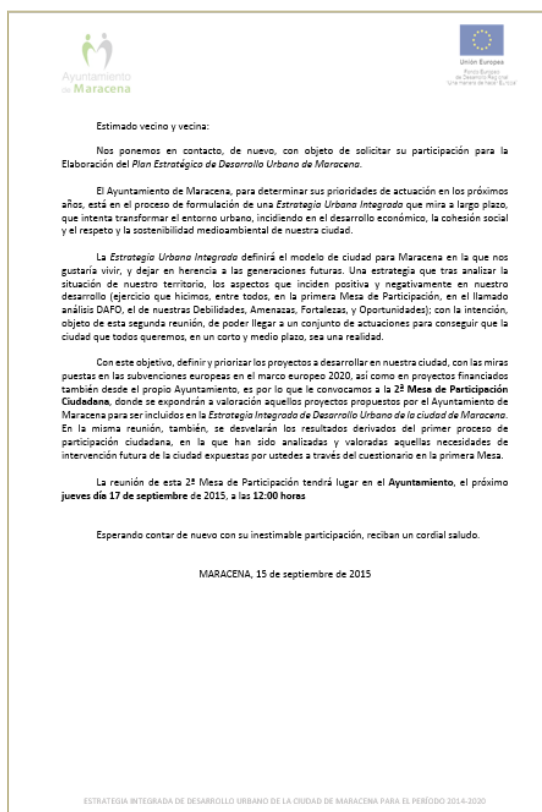 Ayuntamiento
de Maracena
Unión Europea
Fondo Europeo
de Desarrollo Regional
"Una manera de hacer Europa"
Estimado vecino y vecina:
Nos ponemos en contacto, de nuevo, con objeto de solicitar su participación para la
Elaboración del Plan Estratégico de Desarrollo Urbano de Maracena.
El Ayuntamiento de Maracena, para determinar sus prioridades de actuación en los próximos
años, está en el proceso de formulación de una Estrategia Urbana Integrada que mira a largo plazo,
que intenta transformar el entorno urbano, incidiendo en el desarrollo económico, la cohesión social
y el respeto y la sostenibilidad medioambiental de nuestra ciudad.
La Estrategia Urbana Integrada definirá el modelo de ciudad para Maracena en la que nos
gustaría vivir, y dejar en herencia a las generaciones futuras. Una estrategia que tras analizar la
situación de nuestro territorio, los aspectos que inciden positiva y negativamente en nuestro
desarrollo (ejercicio que hicimos, entre todos, en la primera Mesa de Participación, en el llamado
análisis DAFO, el de nuestras Debilidades, Amenazas, Fortalezas, y Oportunidades); con la intención,
objeto de esta segunda reunión, de poder llegar a un conjunto de actuaciones para conseguir que la
ciudad que todos queremos, en un corto y medio plazo, sea una realidad.
Con este objetivo, definir y priorizar los proyectos a desarrollar en nuestra ciudad, con las miras
puestas en las subvenciones europeas en el marco europeo 2020, así como en proyectos financiados
también desde el propio Ayuntamiento, es por lo que le convocamos a la 2ª Mesa de Participación
Ciudadana, donde se expondrán a valoración aquellos proyectos propuestos por el Ayuntamiento de
Maracena para ser incluidos en la Estrategia Integrada de Desarrollo Urbano de la ciudad de Maracena.
En la misma reunión, también, se desvelarán los resultados derivados del primer proceso de
participación ciudadana, en la que han sido analizadas y valoradas aquellas necesidades de
intervención futura de la ciudad expuestas por ustedes a través del cuestionario en la primera Mesa.
La reunión de esta 2ª Mesa de Participación tendrá lugar en el Ayuntamiento, el próximo
jueves día 17 de septiembre de 2015, a las 12:00 horas
Esperando contar de nuevo con su inestimable participación, reciban un cordial saludo.
MARACENA, 15 de septiembre de 2015
ESTRATEGIA INTEGRADA DE DESARROLLO URBANO DE LA CIUDAD DE MARACENA PARA EL PERÍODO 2014-2020